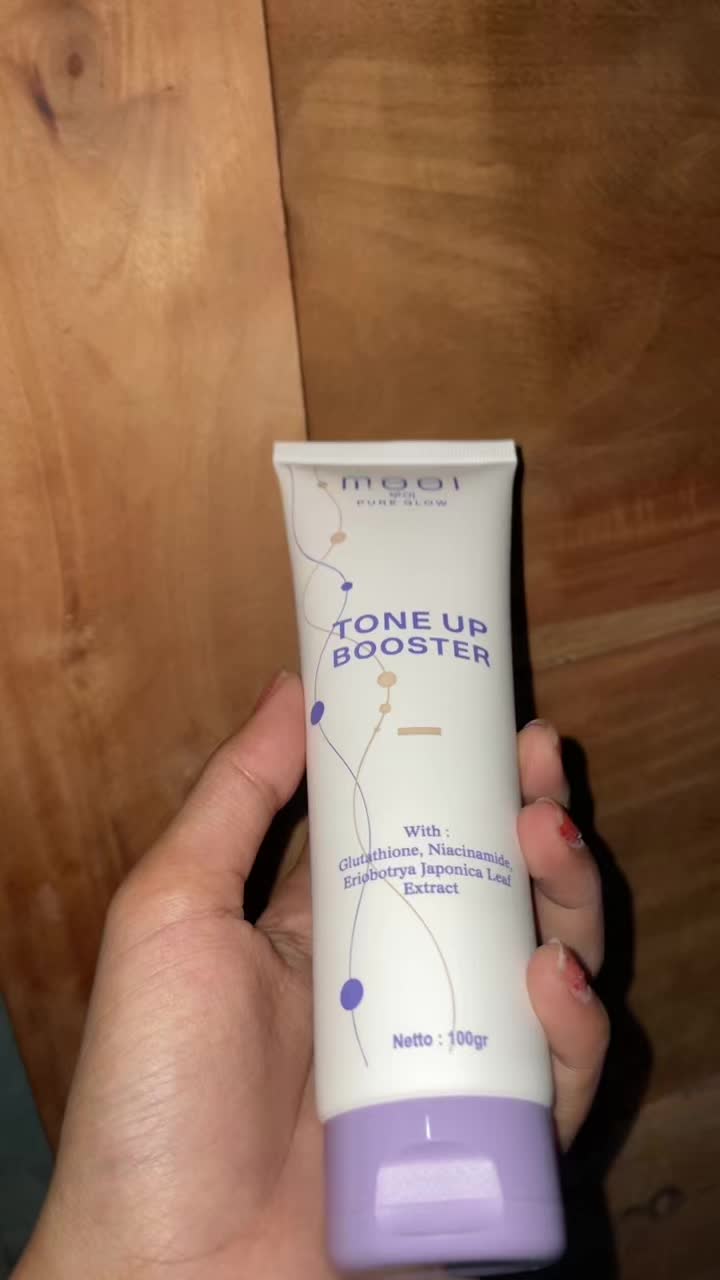 mooi
PURE GLOW
TONE UP
BOOSTER
With :
Glutathione, Niacinamide,
Eriobotrya Japonica Leaf
Extract
Netto : 100gr